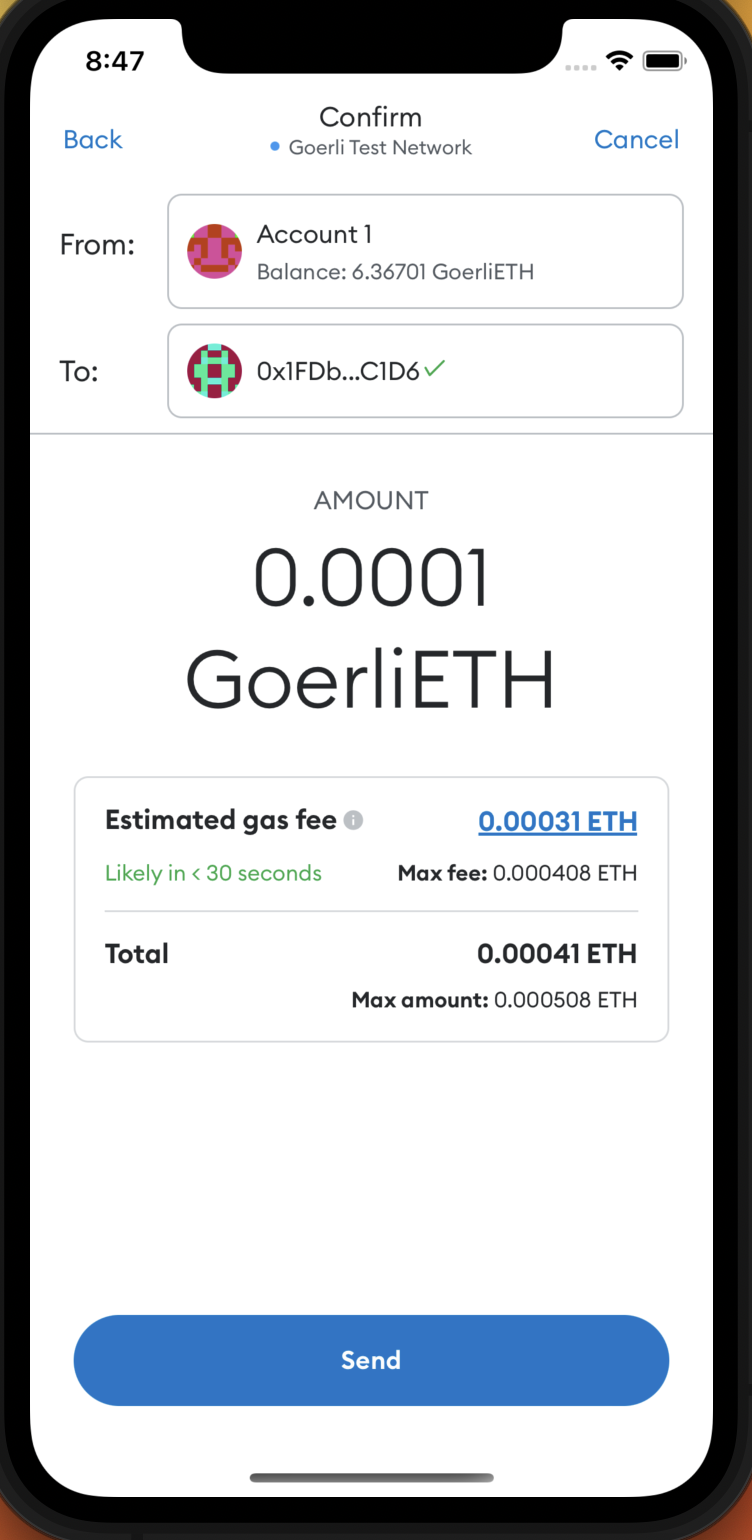 8:47
Confirm
Back
Goerli Test Network
Cancel
From:
Account 1
Balance: 6.36701 GoerliETH
To:
0x1FDb...C1D6
AMOUNT
0.0001
GoerliETH
Estimated gas fee
0.00031 ETH
Likely in < 30 seconds
Max fee: 0.000408 ETH
Total
0.00041 ETH
Max amount: 0.000508 ETH
Send